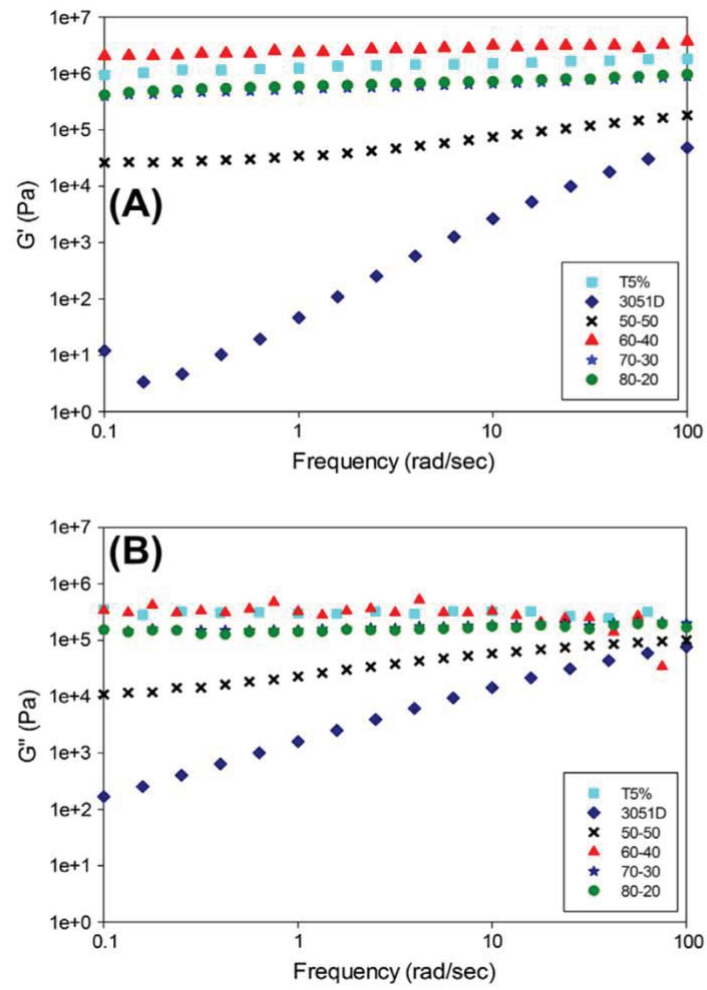 1e+7
1e+6
1e+5
1e+4
1e+3
1e+2
1e+1
1e+0
G' (Pa)
(A)
T5%
3051D
50-50
60-40
70-30
80-20
0.1 1 10 100
Frequency (rad/sec)
1e+7
1e+6
1e+5
1e+4
1e+3
1e+2
1e+1
1e+0
G" (Pa)
(B)
T5%
3051D
50-50
60-40
70-30
80-20
0.1 1 10 100
Frequency (rad/sec)